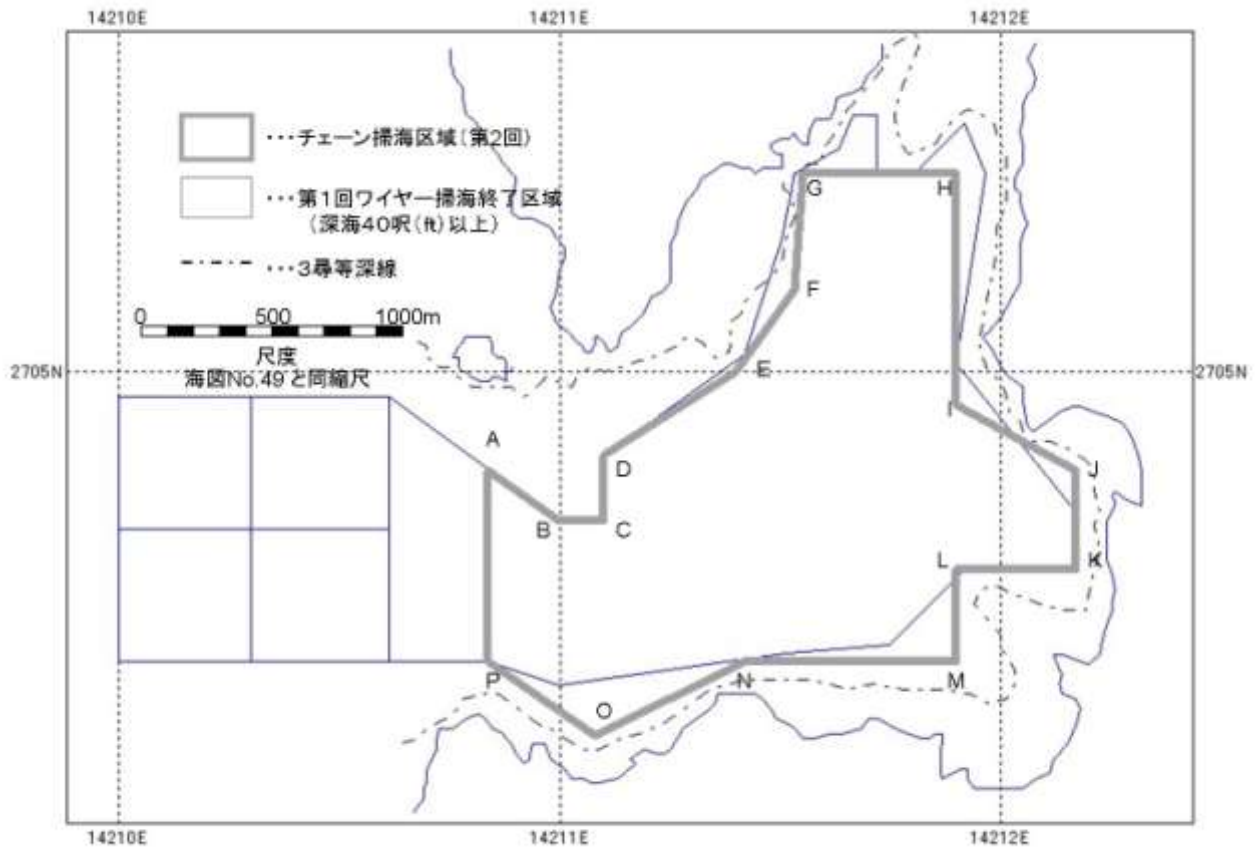 14210E
14211E
14212E
･･･チェーン掃海区域(第2回)
･･･第1回ワイヤー掃海終了区域
(深海40呎(ft)以上)
･･･3尋等深線
0
500
1000m
尺度
海図No.49と同縮尺
2705N
2705N
A
B
C
D
E
F
G
H
I
J
K
L
M
N
O
P
14210E
14211E
14212E